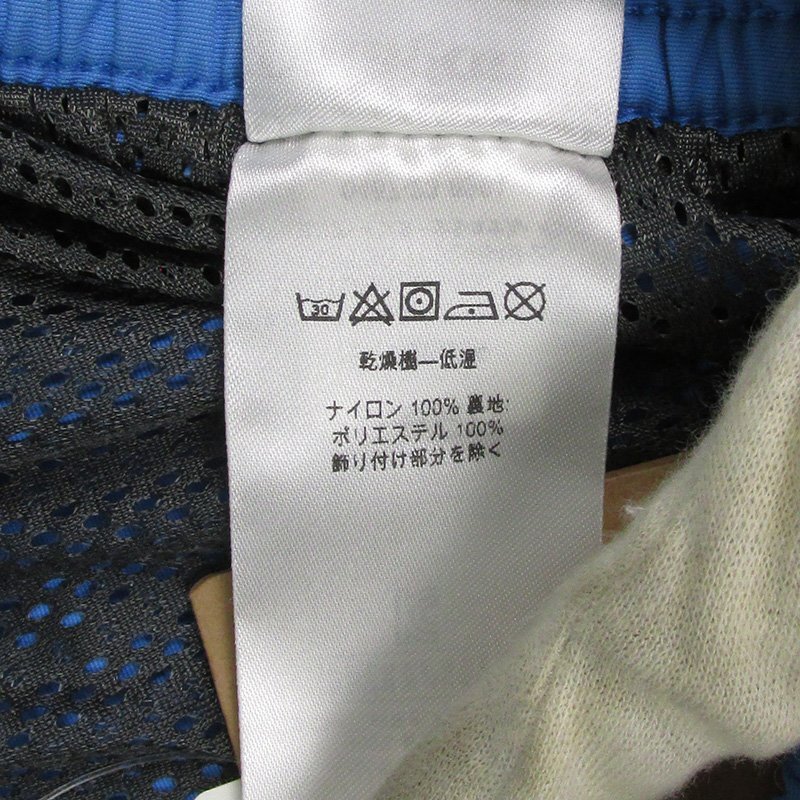 30
乾燥機—低温
ナイロン 100% 裏地:
ポリエステル 100%
飾り付け部分を除く